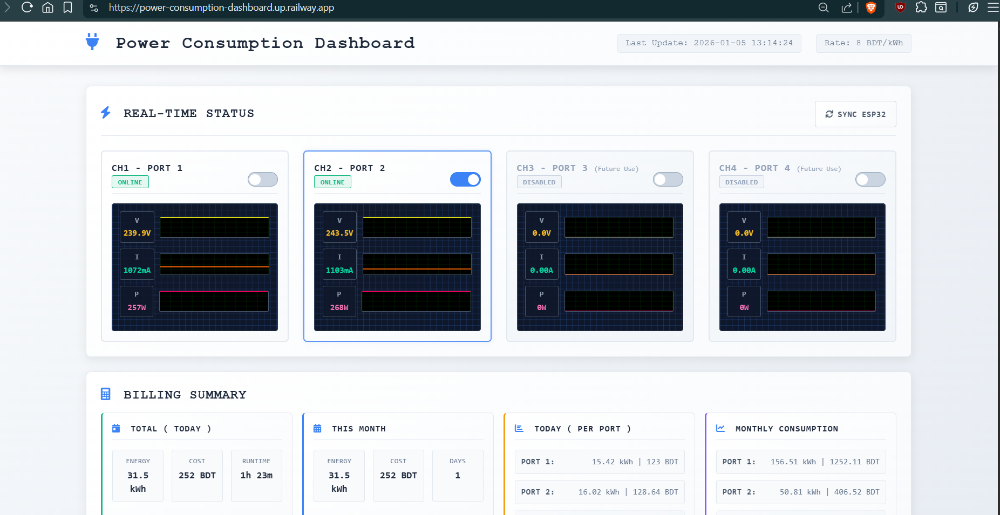 https://power-consumption-dashboard.up.railway.app
Power Consumption Dashboard
Last Update: 2026-01-05 13:14:24
Rate: 8 BDT/kWh
REAL-TIME STATUS
SYNC ESP32
CH1 - PORT 1
ONLINE
V
239.9V
I
1072mA
P
257W
CH2 - PORT 2
ONLINE
V
243.5V
I
1103mA
P
268W
CH3 - PORT 3 (Future Use)
DISABLED
V
0.0V
I
0.00A
P
0W
CH4 - PORT 4 (Future Use)
DISABLED
V
0.0V
I
0.00A
P
0W
BILLING SUMMARY
TOTAL ( TODAY )
ENERGY
31.5
kWh
COST
252 BDT
RUNTIME
1h 23m
THIS MONTH
ENERGY
31.5
kWh
COST
252 BDT
DAYS
1
TODAY ( PER PORT )
PORT 1: 15.42 kWh | 123 BDT
PORT 2: 16.02 kWh | 128.64 BDT
MONTHLY CONSUMPTION
PORT 1: 156.51 kWh | 1252.11 BDT
PORT 2: 50.81 kWh | 406.52 BDT